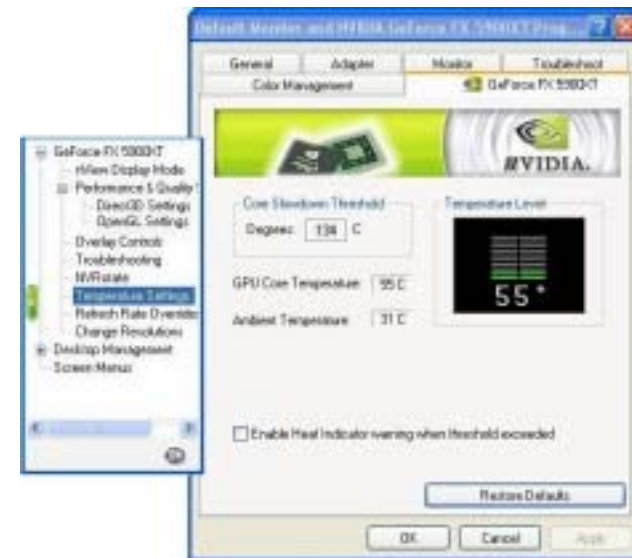 Default Monitor and NVIDIA GeForce FX 5900XT Prop...
General Adapter Monitor Troubleshoot
Color Management GeForce FX 5900XT
NVIDIA.
GeForce FX 5900XT
nView Display Mode
Performance & Quality S
Direct3D Settings
OpenGL Settings
Overlay Controls
Troubleshooting
NVRotate
Temperature Settings
Refresh Rate Overrides
Change Resolutions
Desktop Management
Screen Menus
Core Slowdown Threshold
Degrees: 134 C
GPU Core Temperature 55 C
Ambient Temperature 31 C
Temperature Level
55°
Enable Heat Indicator warning when threshold exceeded
Restore Defaults
OK Cancel Apply